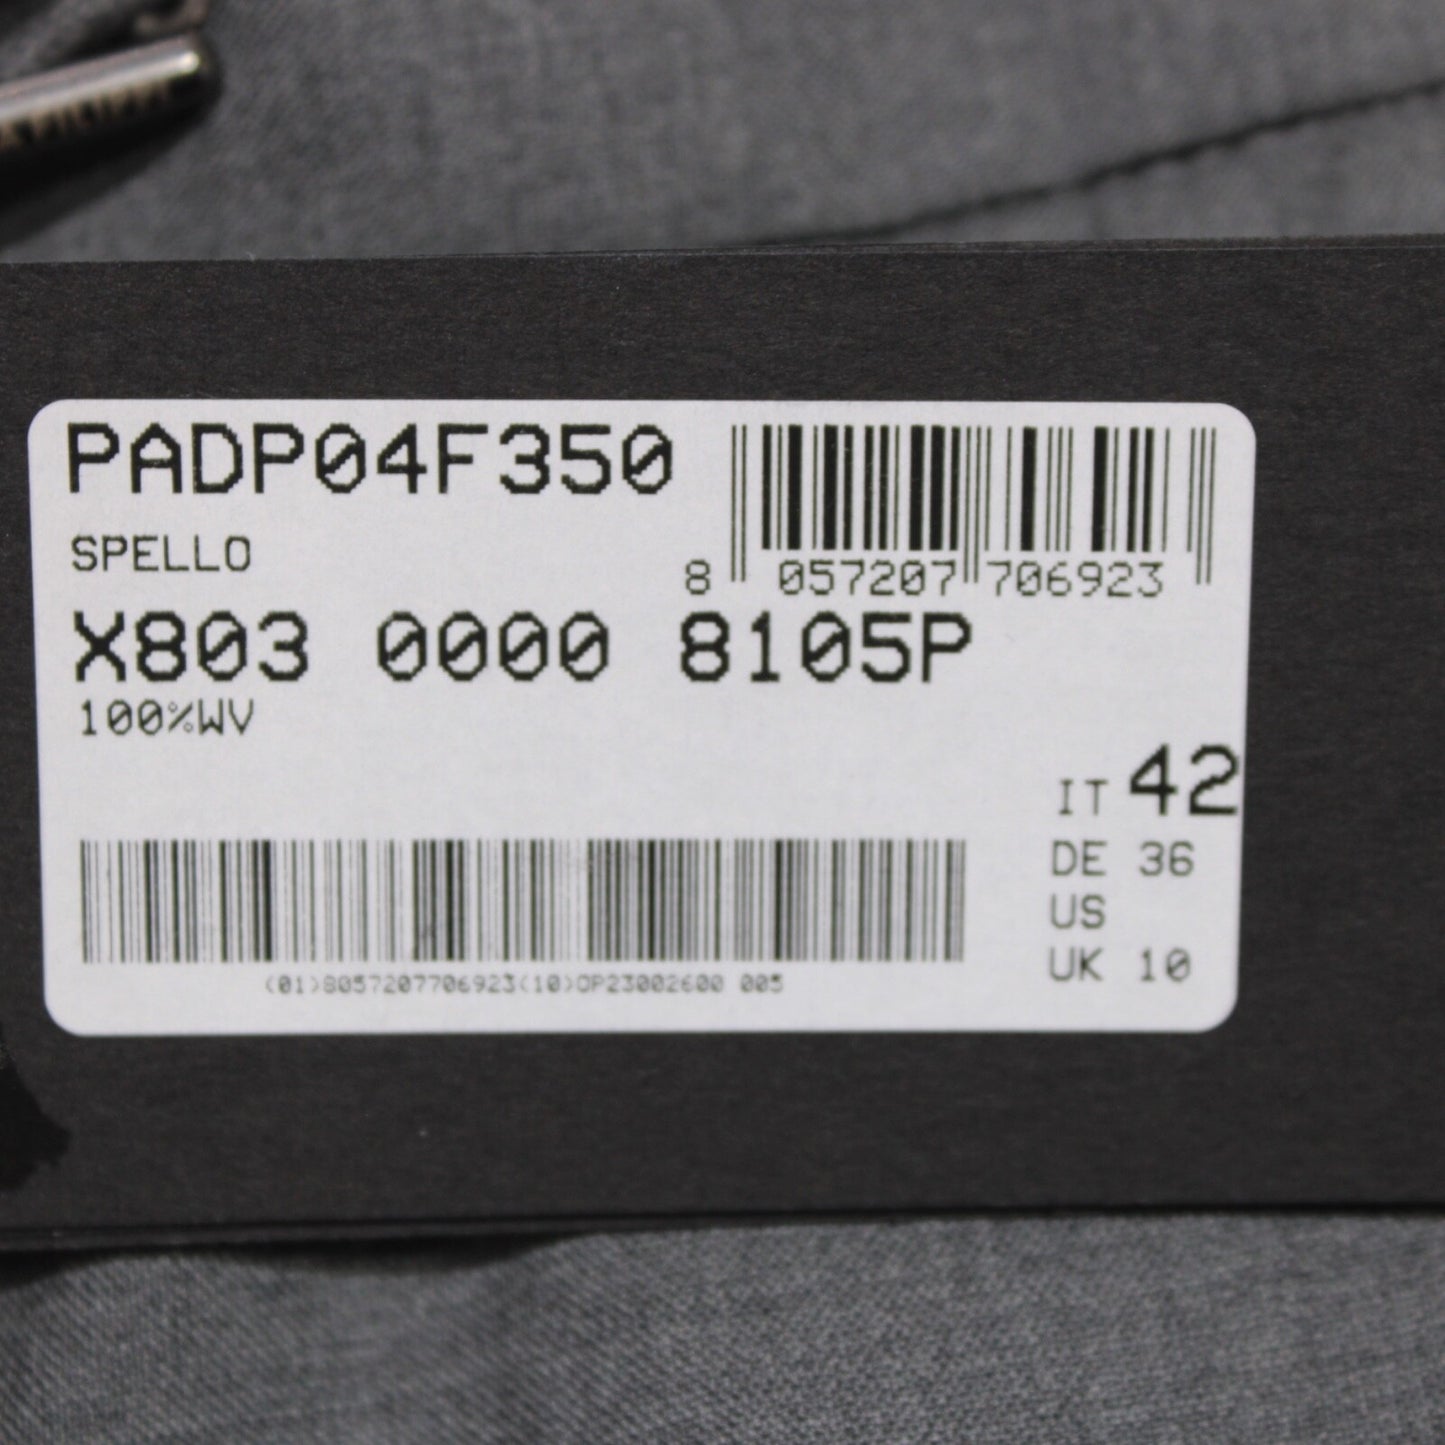 PADP04F350
SPELLO
8 057207 706923
X803 0000 8105P
100%WV
IT 42
DE 36
US
UK 10
(01)8057207706923(10)OP23002600 005